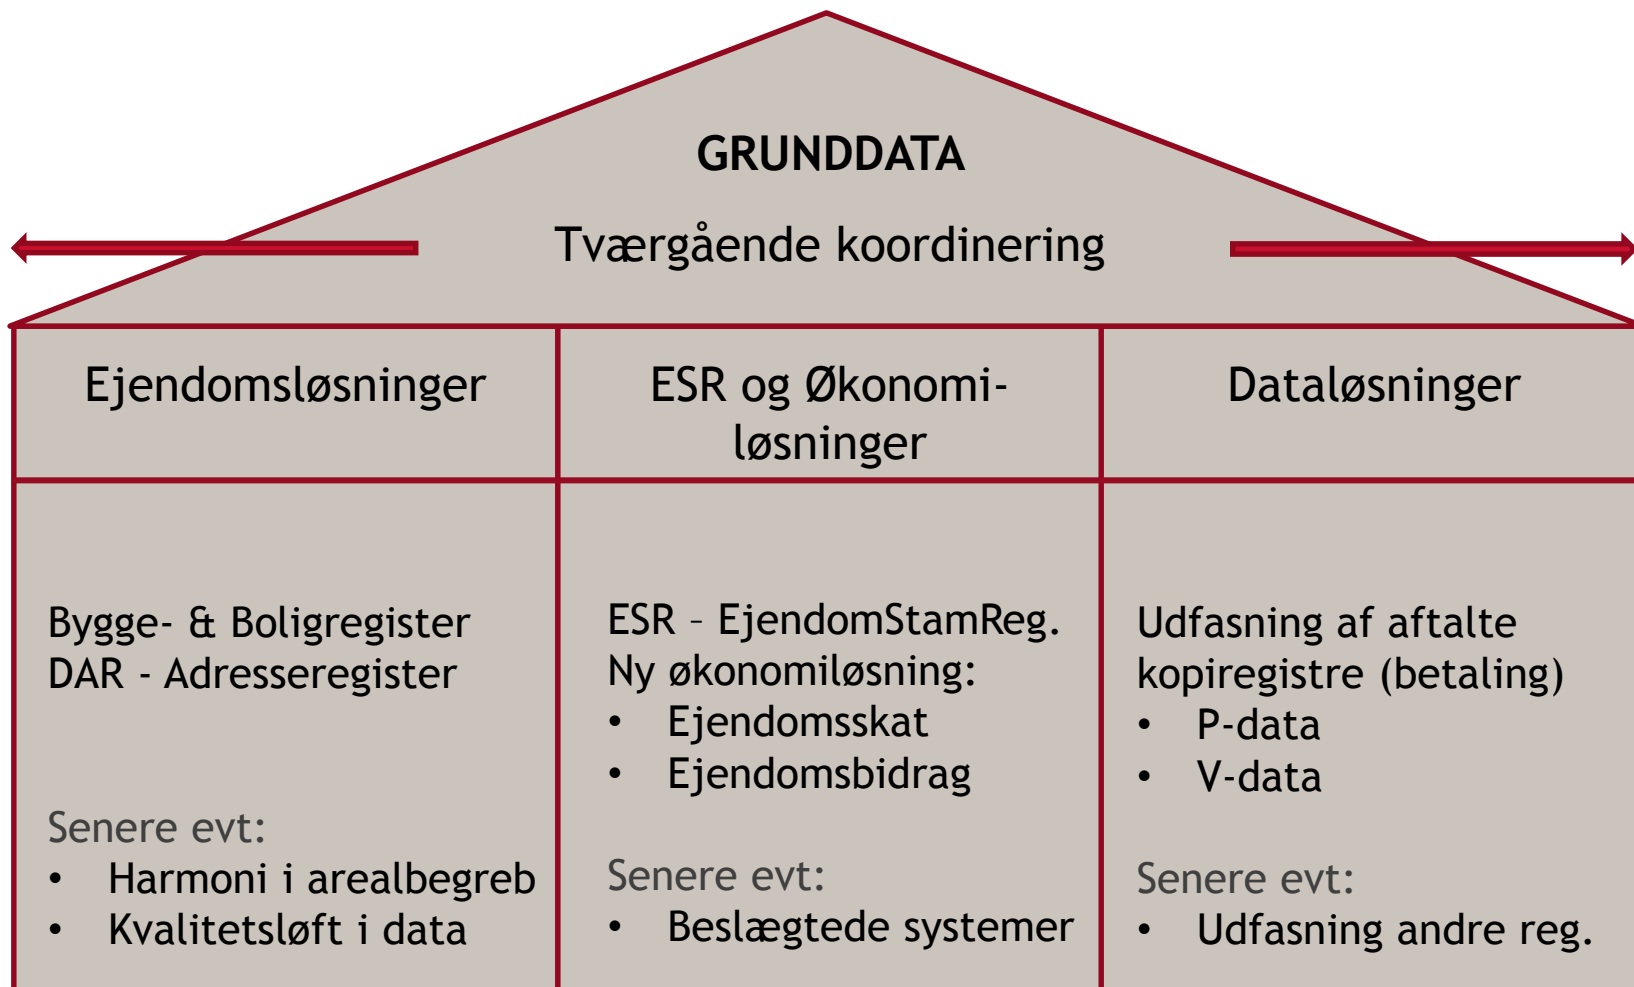 GRUNDDATA
Tværgående koordinering
Ejendomsløsninger
ESR og Økonomi-
løsninger
Dataløsninger
Bygge- & Boligregister
DAR - Adresseregister
Senere evt:
• Harmoni i arealbegreb
• Kvalitetsløft i data
ESR – EjendomStamReg.
Ny økonomiløsning:
• Ejendomsskat
• Ejendomsbidrag
Senere evt:
• Beslægtede systemer
Udfasning af aftalte
kopiregistre (betaling)
• P-data
• V-data
Senere evt:
• Udfasning andre reg.